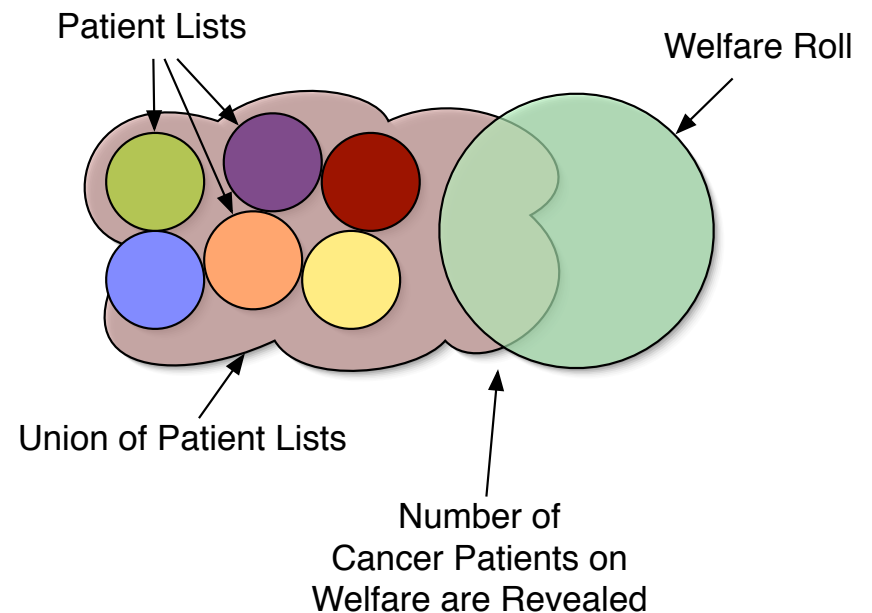 Patient Lists
Welfare Roll
Union of Patient Lists
Number of
Cancer Patients on
Welfare are Revealed